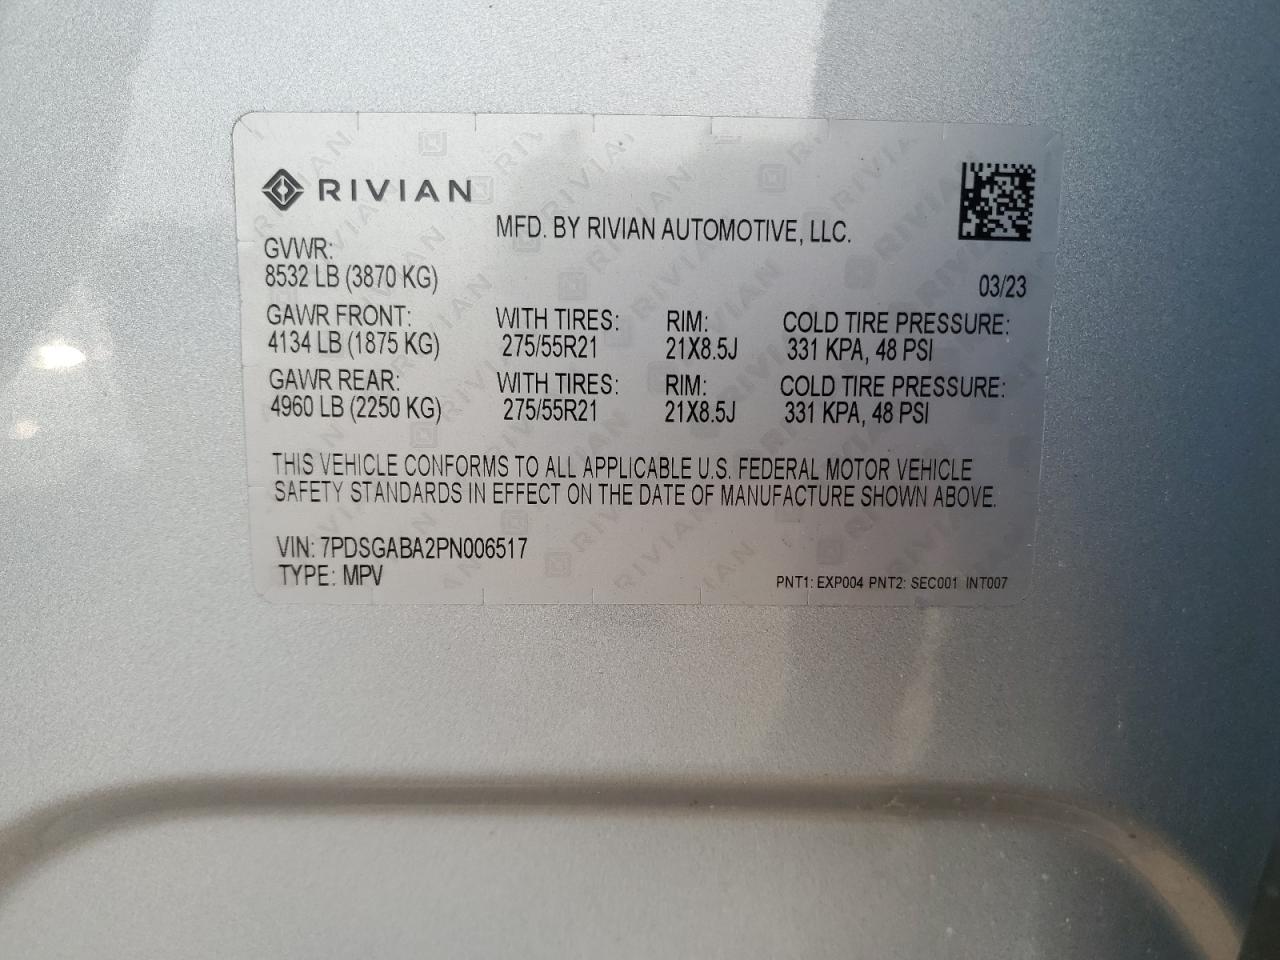 RIVIAN
MFD. BY RIVIAN AUTOMOTIVE, LLC.
GVWR:
8532 LB (3870 KG)
03/23
GAWR FRONT: WITH TIRES: RIM: COLD TIRE PRESSURE:
4134 LB (1875 KG) 275/55R21 21X8.5J 331 KPA, 48 PSI
GAWR REAR: WITH TIRES: RIM: COLD TIRE PRESSURE:
4960 LB (2250 KG) 275/55R21 21X8.5J 331 KPA, 48 PSI
THIS VEHICLE CONFORMS TO ALL APPLICABLE U.S. FEDERAL MOTOR VEHICLE
SAFETY STANDARDS IN EFFECT ON THE DATE OF MANUFACTURE SHOWN ABOVE.
VIN: 7PDSGABA2PN006517
TYPE: MPV
PNT1: EXP004 PNT2: SEC001 INT007